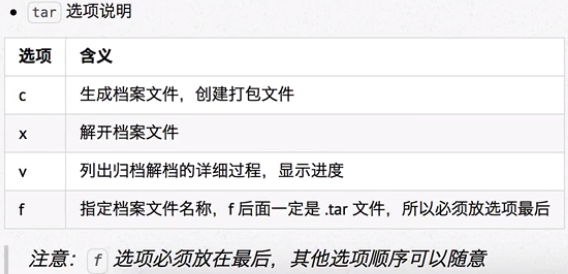 tar 选项说明
选项 含义
c 生成档案文件，创建打包文件
x 解开档案文件
v 列出归档解档的详细过程，显示进度
f 指定档案文件名称，f 后面一定是 .tar 文件，所以必须放选项最后
注意：f 选项必须放在最后，其他选项顺序可以随意